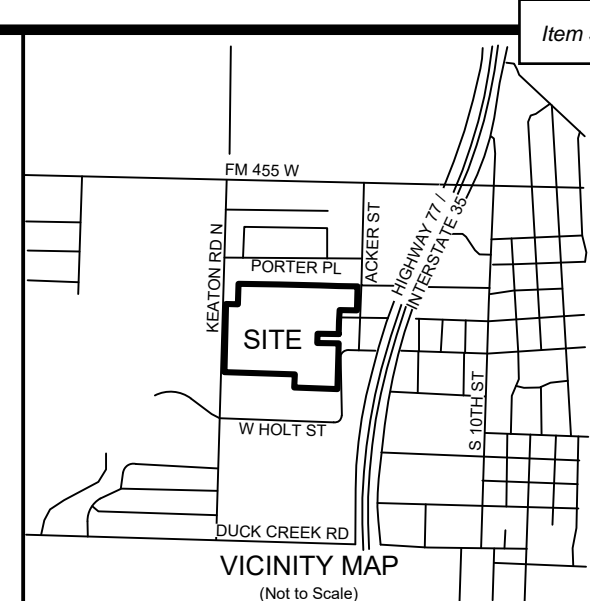 Item
FM 455 W
KEATON RD N
PORTER PL
ACKER ST
HIGHWAY 77 /
INTERSTATE 35
SITE
S 10TH ST
W HOLT ST
DUCK CREEK RD
VICINITY MAP
(Not to Scale)